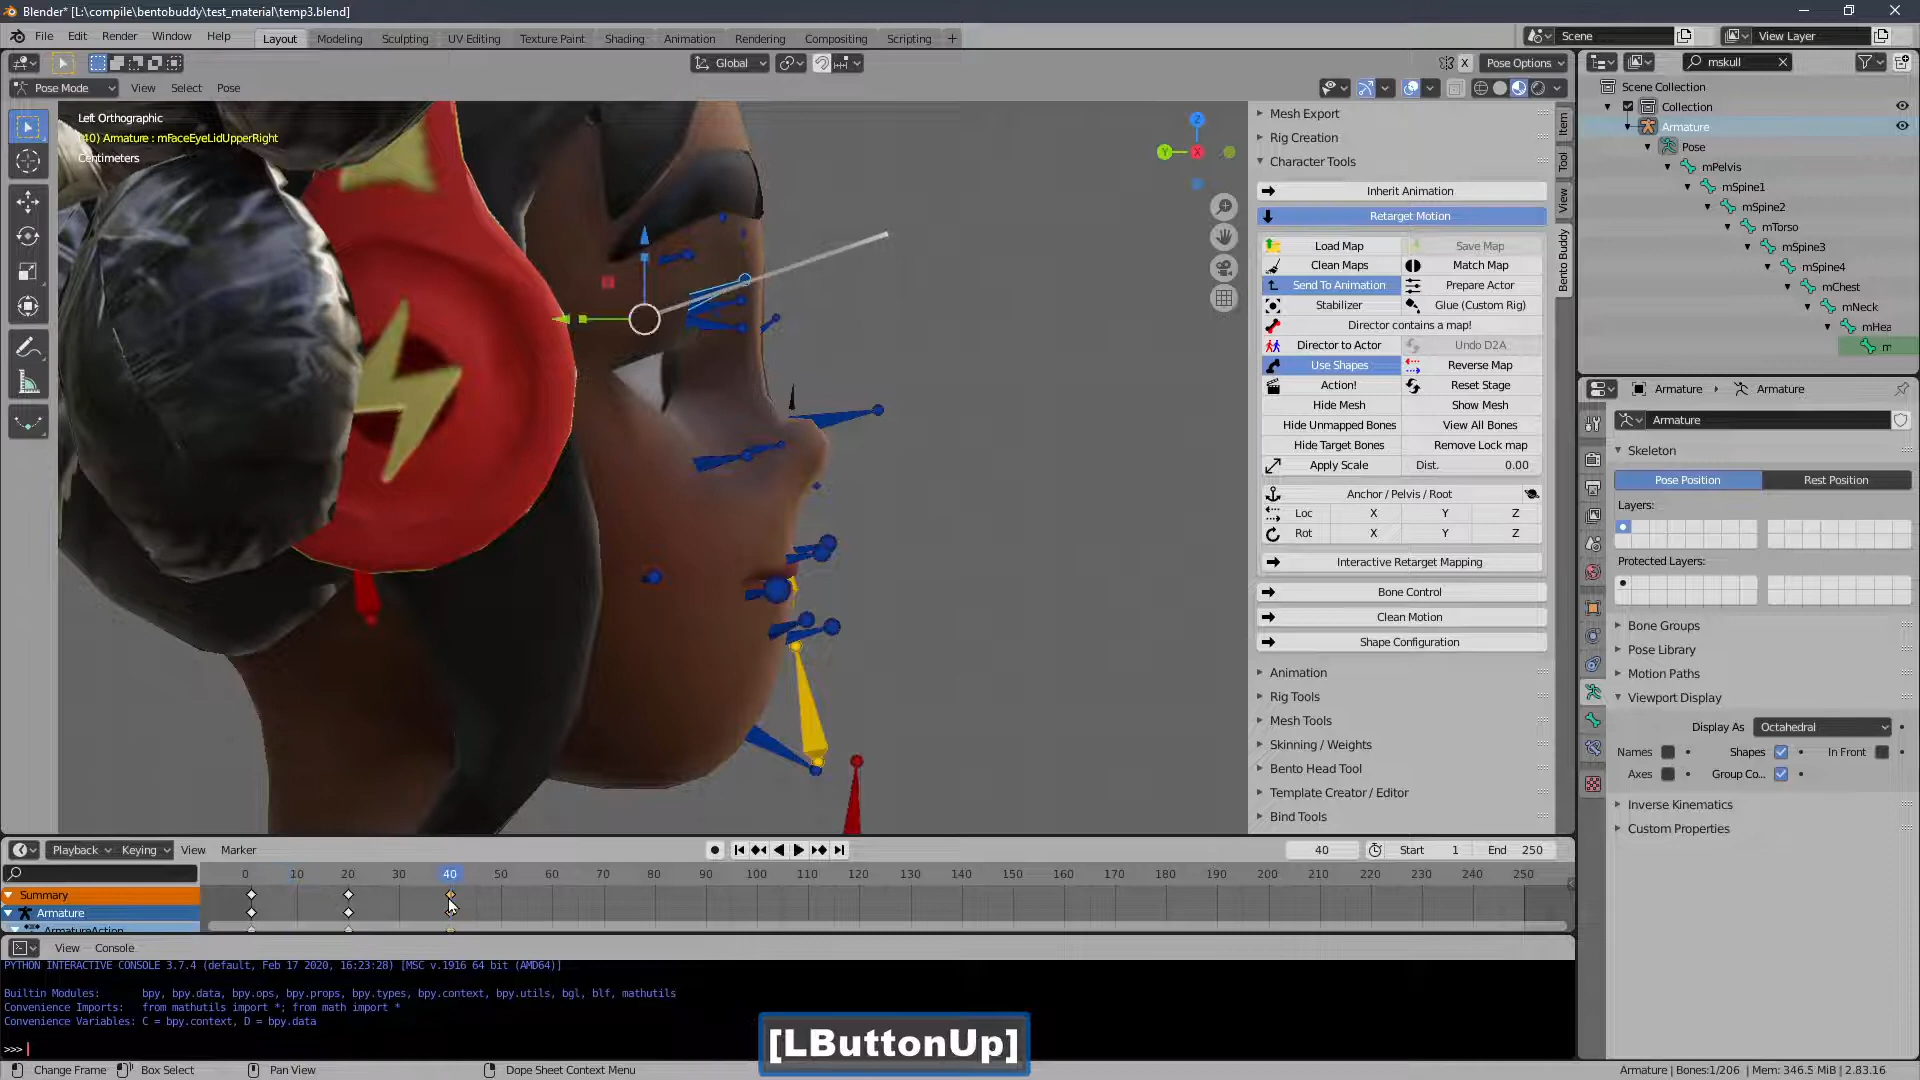 Blender* [L:\compile\bentobuddy\test_material\temp3.blend]
File Edit Render Window Help Layout Modeling Sculpting UV Editing Texture Paint Shading Animation Rendering Compositing Scripting + Scene View Layer
Global X Pose Options mskull
Pose Mode View Select Pose
Left Orthographic
(40) Armature : mFaceEyeLidUpperRight
Centimeters
Z
Y X
Mesh Export
Rig Creation
Character Tools
Inherit Animation
Retarget Motion
Load Map Save Map
Clean Maps Match Map
Send To Animation Prepare Actor
Stabilizer Glue (Custom Rig)
Director contains a map!
Director to Actor Undo D2A
Use Shapes Reverse Map
Action! Reset Stage
Hide Mesh Show Mesh
Hide Unmapped Bones View All Bones
Hide Target Bones Remove Lock map
Apply Scale Dist. 0.00
Anchor / Pelvis / Root
Loc X Y Z
Rot X Y Z
Interactive Retarget Mapping
Bone Control
Clean Motion
Shape Configuration
Animation
Rig Tools
Mesh Tools
Skinning / Weights
Bento Head Tool
Template Creator / Editor
Bind Tools
Item
Tool
View
Bento Buddy
Scene Collection
Collection
Armature
Pose
mPelvis
mSpine1
mSpine2
mTorso
mSpine3
mSpine4
mChest
mNeck
mHea
m
Armature Armature
Armature
Skeleton
Pose Position Rest Position
Layers:
Protected Layers:
Bone Groups
Pose Library
Motion Paths
Viewport Display
Display As Octahedral
Names Shapes In Front
Axes Group Co...
Inverse Kinematics
Custom Properties
Playback Keying View Marker 40 Start 1 End 250
0 10 20 30 40 50 60 70 80 90 100 110 120 130 140 150 160 170 180 190 200 210 220 230 240 250
Summary
Armature
ArmatureAction
View Console
PYTHON INTERACTIVE CONSOLE 3.7.4 (default, Feb 17 2020, 16:23:28) [MSC v.1916 64 bit (AMD64)]
Builtin Modules: bpy, bpy.data, bpy.ops, bpy.props, bpy.types, bpy.context, bpy.utils, bgl, blf, mathutils
Convenience Imports: from mathutils import *; from math import *
Convenience Variables: C = bpy.context, D = bpy.data
>>>
[LButtonUp]
Change Frame Box Select Pan View Dope Sheet Context Menu Armature | Bones:1/206 | Mem: 346.5 MiB | 2.83.16